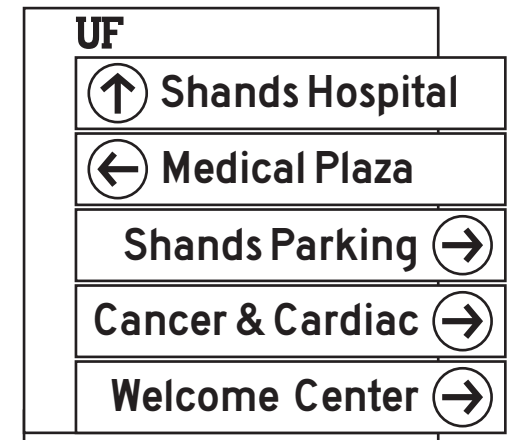 UF
Shands Hospital
Medical Plaza
Shands Parking
Cancer & Cardiac
Welcome Center